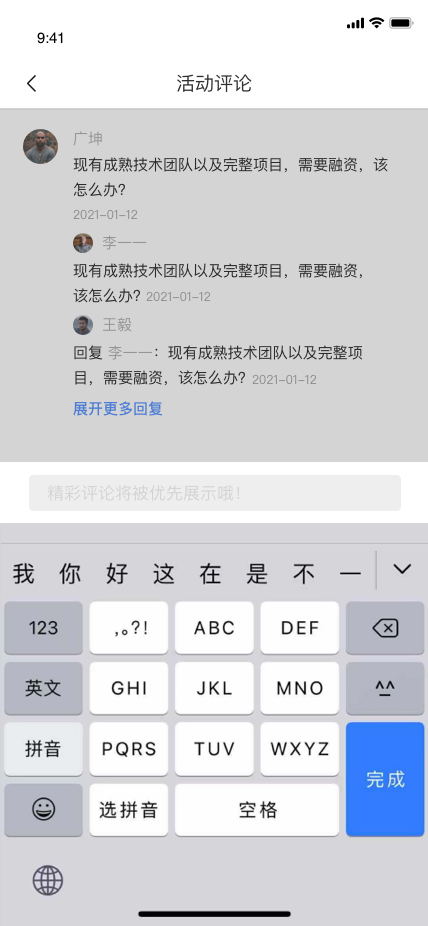 9:41
活动评论
广坤
现有成熟技术团队以及完整项目，需要融资，该
怎么办？
2021-01-12
李一一
现有成熟技术团队以及完整项目，需要融资，
该怎么办？ 2021-01-12
王毅
回复 李一一：现有成熟技术团队以及完整项
目，需要融资，该怎么办？ 2021-01-12
展开更多回复
精彩评论将被优先展示哦！
我 你 好 这 在 是 不 一
123 ,。?! ABC DEF
英文 GHI JKL MNO ^^
拼音 PQRS TUV WXYZ 完成
选拼音 空格